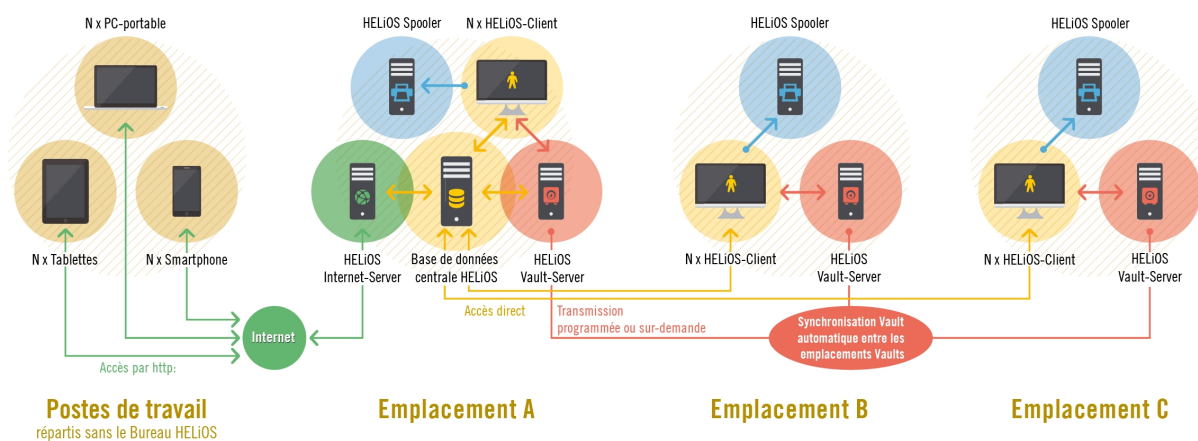 N x PC-portable
N x Tablettes
N x Smartphone
Accès par http:
Internet
Postes de travail
répartis sans le Bureau HELiOS
HELiOS Spooler
N x HELiOS-Client
HELiOS
Internet-Server
Base de données
centrale HELiOS
HELiOS
Vault-Server
Accès direct
Transmission
programmée ou sur-demande
Emplacement A
HELiOS Spooler
N x HELiOS-Client
HELiOS
Vault-Server
Synchronisation Vault
automatique entre les
emplacements Vaults
Emplacement B
HELiOS Spooler
N x HELiOS-Client
HELiOS
Vault-Server
Emplacement C